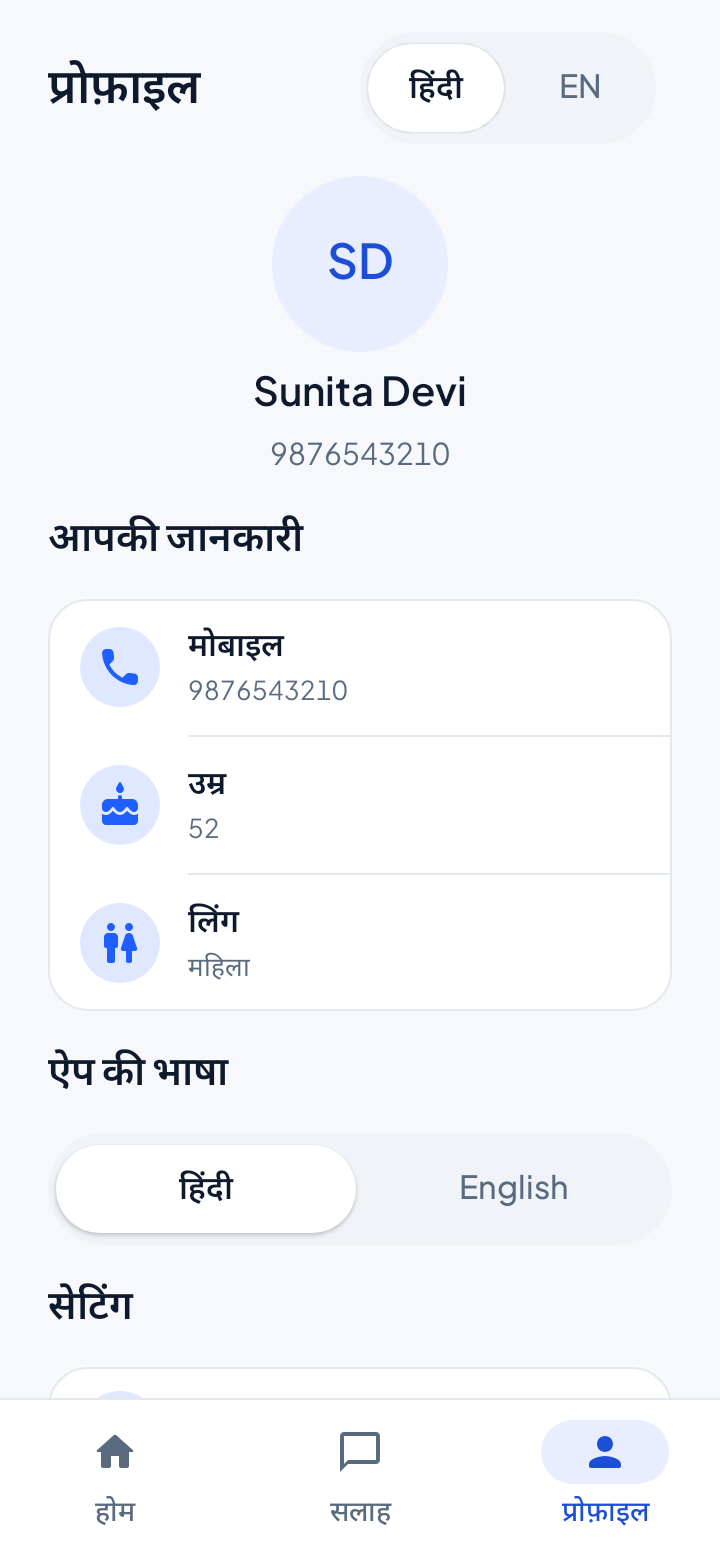 प्रोफ़ाइल
हिंदी
EN
SD
Sunita Devi
9876543210
आपकी जानकारी
मोबाइल
9876543210
उम्र
52
लिंग
महिला
ऐप की भाषा
हिंदी
English
सेटिंग
होम
सलाह
प्रोफ़ाइल